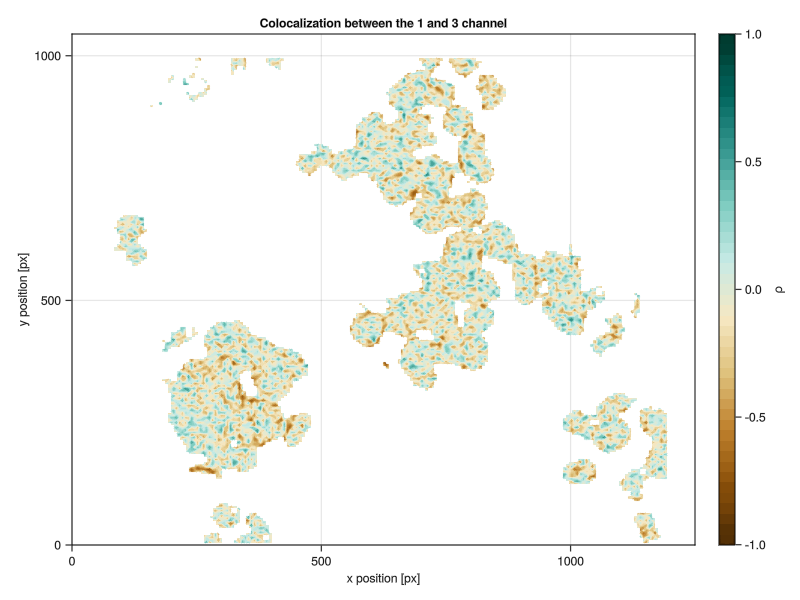 Colocalization between the 1 and 3 channel
1000
500
0
y position [px]
0
500
1000
x position [px]
1.0
0.5
0.0
-0.5
-1.0
ρ